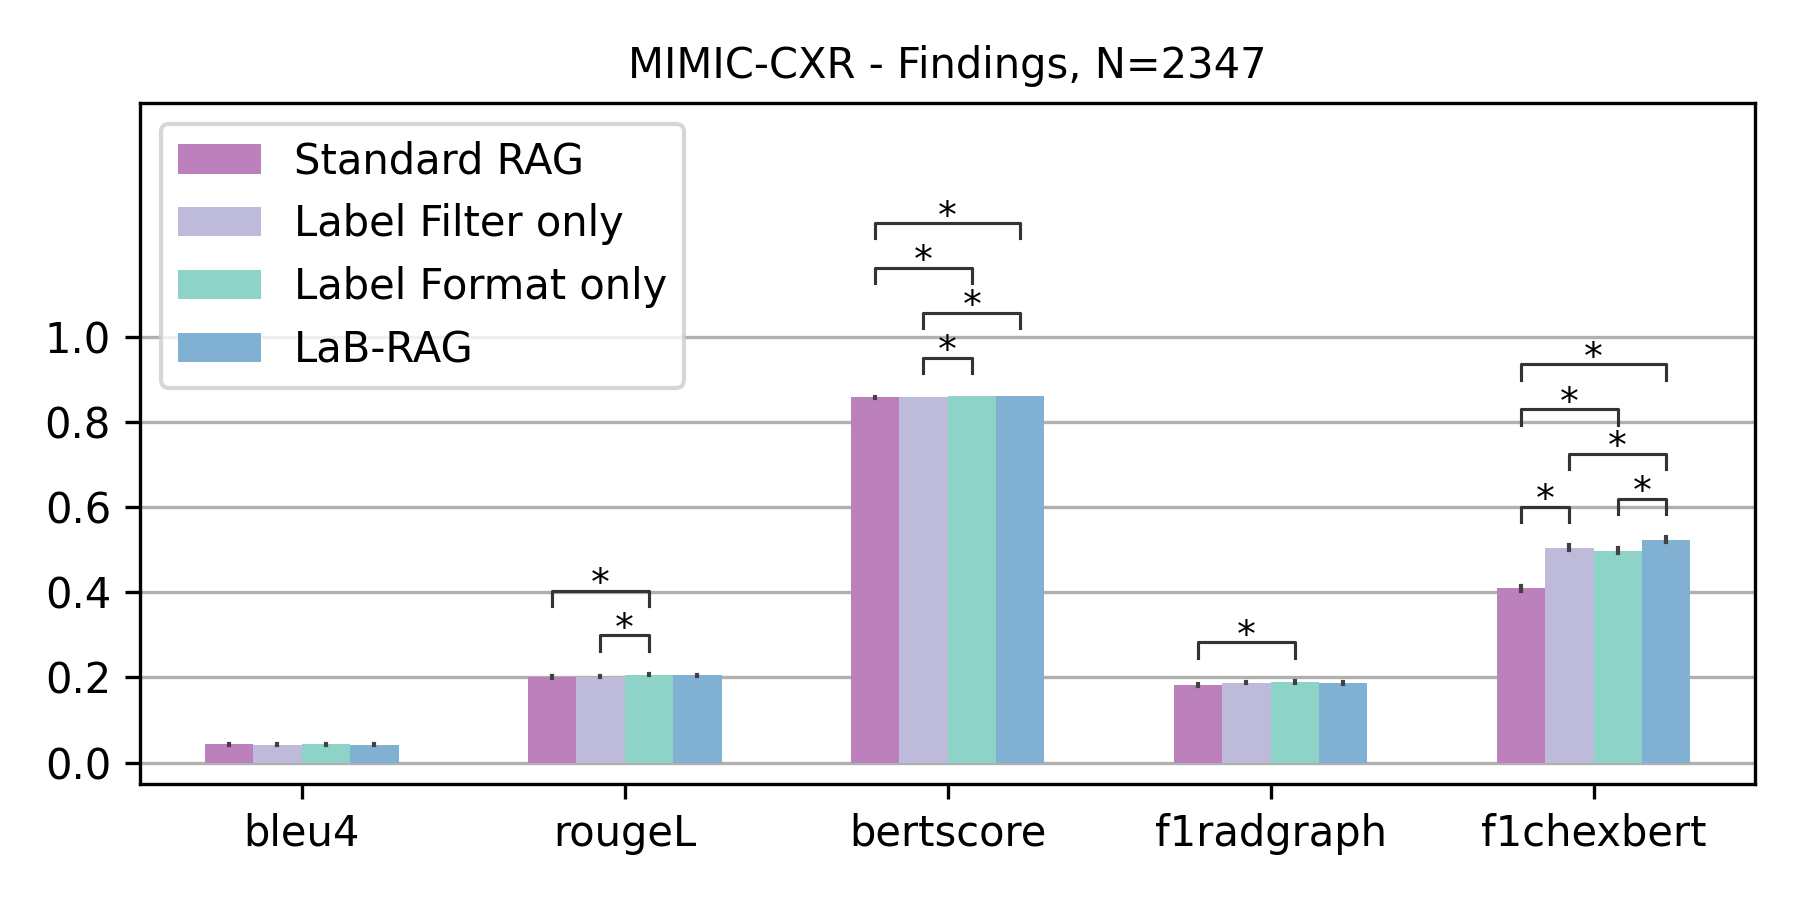 MIMIC-CXR - Findings, N=2347
Standard RAG
Label Filter only
Label Format only
LaB-RAG
* * * *
* *
*
* * * * *
1.0
0.8
0.6
0.4
0.2
0.0
bleu4 rougeL bertscore f1radgraph f1chexbert